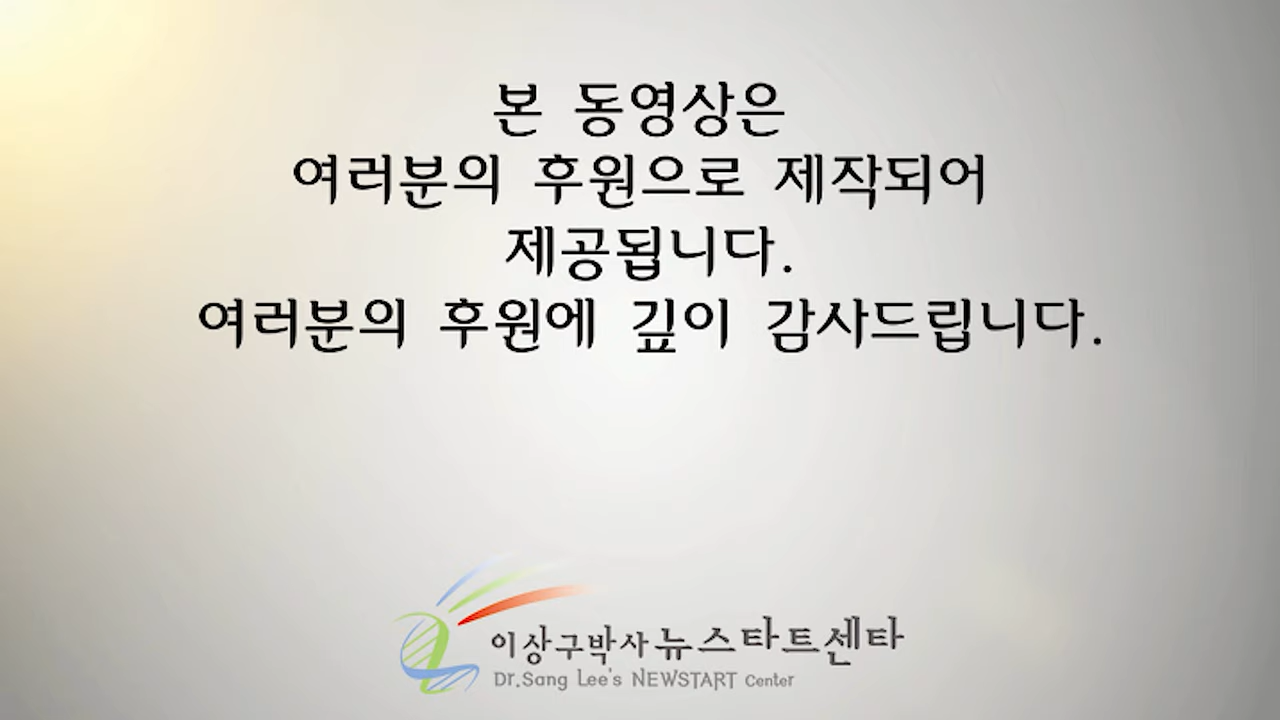 본 동영상은
여러분의 후원으로 제작되어
제공됩니다.
여러분의 후원에 깊이 감사드립니다.
이상구박사 뉴스타트센타
Dr.Sang Lee's NEWSTART Center